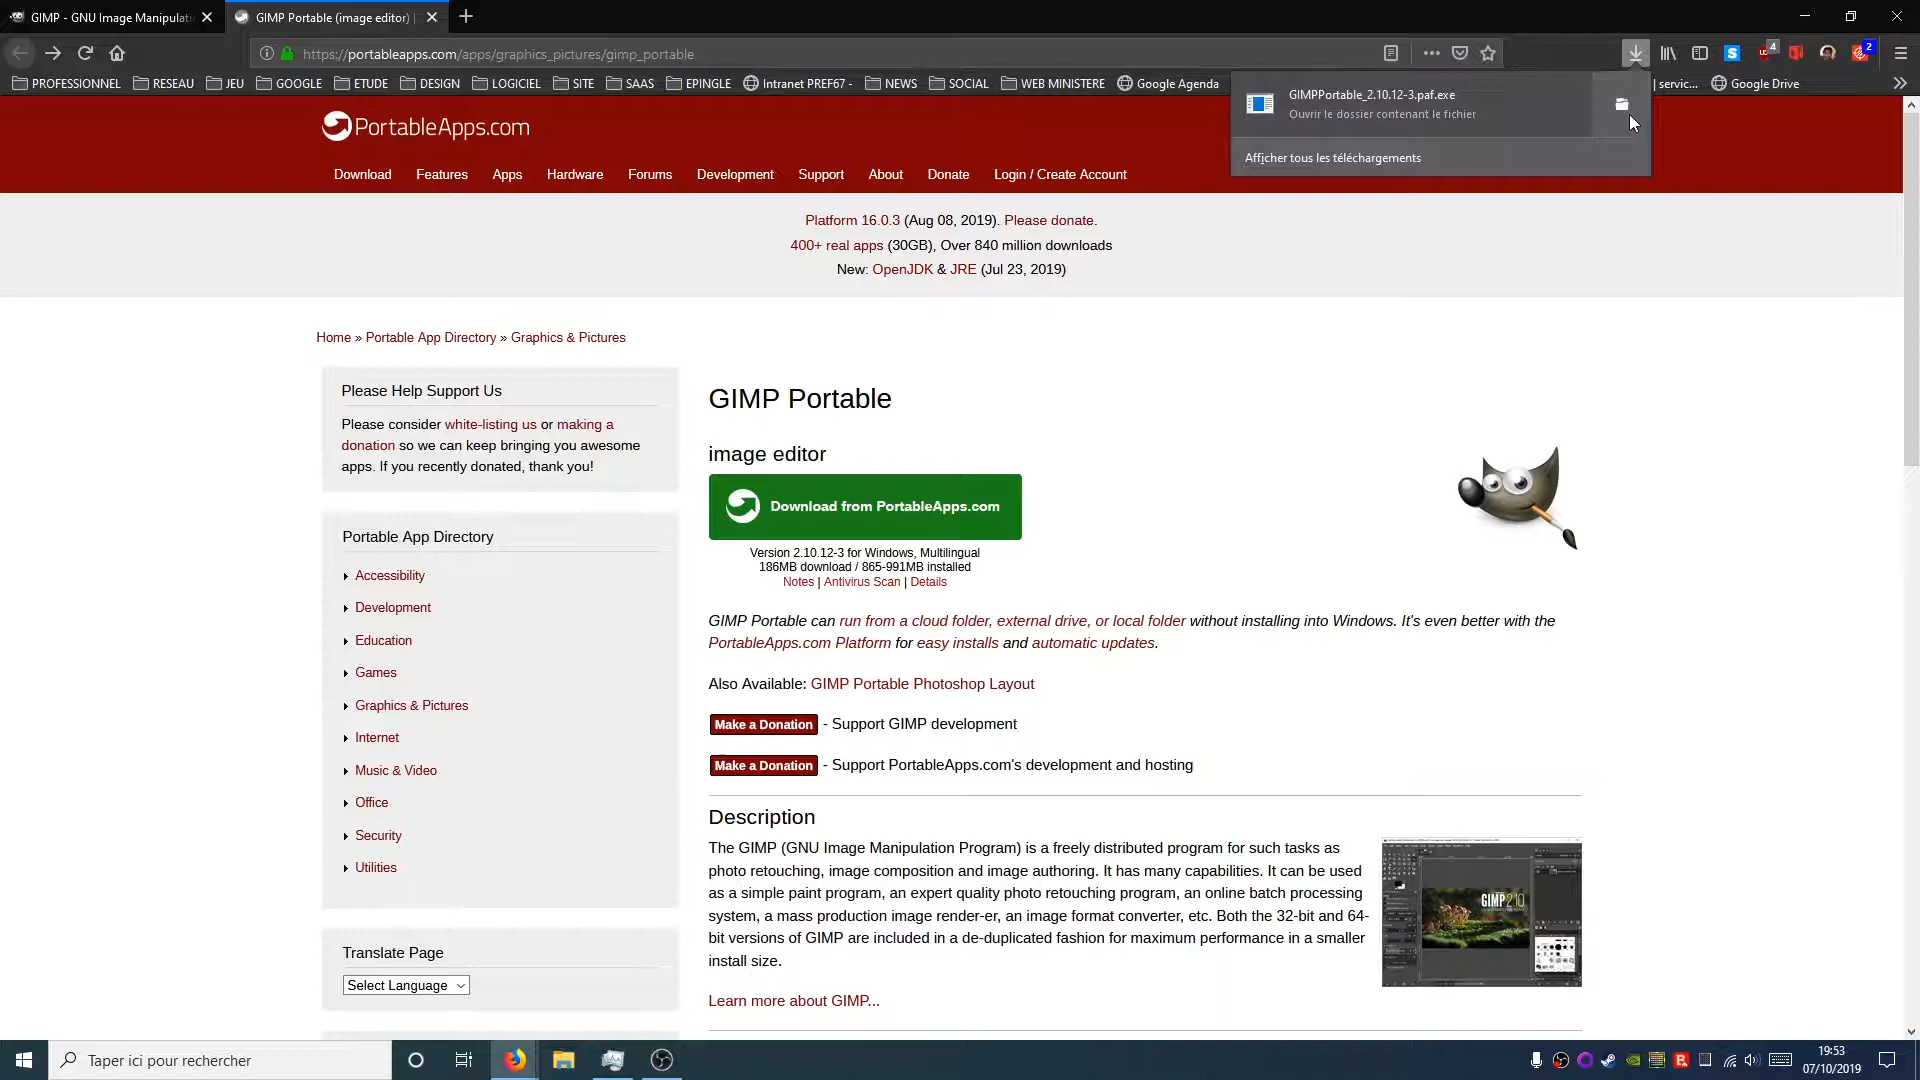 GIMP - GNU Image Manipulati
GIMP Portable (image editor) |
https://portableapps.com/apps/graphics_pictures/gimp_portable
4
2
PROFESSIONNEL
RESEAU
JEU
GOOGLE
ETUDE
DESIGN
LOGICIEL
SITE
SAAS
EPINGLE
Intranet PREF67 -
NEWS
SOCIAL
WEB MINISTERE
Google Agenda
| servic...
Google Drive
GIMPPortable_2.10.12-3.paf.exe
Ouvrir le dossier contenant le fichier
Afficher tous les téléchargements
PortableApps.com
Download
Features
Apps
Hardware
Forums
Development
Support
About
Donate
Login / Create Account
Platform 16.0.3 (Aug 08, 2019). Please donate.
400+ real apps (30GB), Over 840 million downloads
New: OpenJDK & JRE (Jul 23, 2019)
Home » Portable App Directory » Graphics & Pictures
Please Help Support Us
Please consider white-listing us or making a
donation so we can keep bringing you awesome
apps. If you recently donated, thank you!
Portable App Directory
Accessibility
Development
Education
Games
Graphics & Pictures
Internet
Music & Video
Office
Security
Utilities
Translate Page
Select Language
GIMP Portable
image editor
Download from PortableApps.com
Version 2.10.12-3 for Windows, Multilingual
186MB download / 865-991MB installed
Notes | Antivirus Scan | Details
GIMP Portable can run from a cloud folder, external drive, or local folder without installing into Windows. It's even better with the
PortableApps.com Platform for easy installs and automatic updates.
Also Available: GIMP Portable Photoshop Layout
Make a Donation - Support GIMP development
Make a Donation - Support PortableApps.com's development and hosting
Description
The GIMP (GNU Image Manipulation Program) is a freely distributed program for such tasks as
photo retouching, image composition and image authoring. It has many capabilities. It can be used
as a simple paint program, an expert quality photo retouching program, an online batch processing
system, a mass production image render-er, an image format converter, etc. Both the 32-bit and 64-
bit versions of GIMP are included in a de-duplicated fashion for maximum performance in a smaller
install size.
GIMP 2.10
Learn more about GIMP...
Taper ici pour rechercher
19:53
07/10/2019